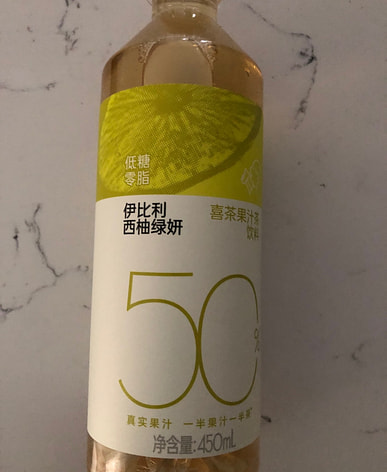 低糖
零脂
伊比利
西柚绿妍
喜茶果汁茶
饮料
50%
真实果汁 一半果汁一半茶
净含量:450mL